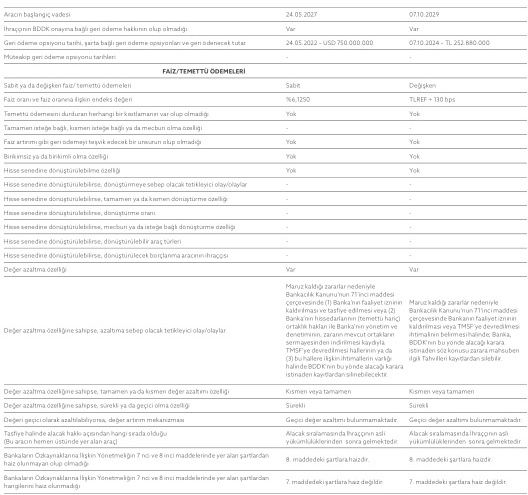 Aracın başlangıç vadesi 24.05.2027 07.10.2029
İhraççının BDDK onayına bağlı geri ödeme hakkının olup olmadığı Var Var
Geri ödeme opsiyonu tarihi, şarta bağlı geri ödeme opsiyonları ve geri ödenecek tutar 24.05.2022 - USD 750.000.000 07.10.2024 - TL 252.880.000
Müteakip geri ödeme opsiyonu tarihleri - -
FAİZ/TEMETTÜ ÖDEMELERİ
Sabit ya da değişken faiz/ temettü ödemeleri Sabit Değişken
Faiz oranı ve faiz oranına ilişkin endeks değeri %6,1250 TLREF + 130 bps
Temettü ödemesini durduran herhangi bir kısıtlamanın var olup olmadığı Yok Yok
Tamamen isteğe bağlı, kısmen isteğe bağlı ya da mecburi olma özelliği - -
Faiz artırımı gibi geri ödemeyi teşvik edecek bir unsurun olup olmadığı Yok Yok
Birikimsiz ya da birikimli olma özelliği Yok Yok
Hisse senedine dönüştürülebilme özelliği Yok Yok
Hisse senedine dönüştürülebilirse, dönüştürmeye sebep olacak tetikleyici olay/olaylar - -
Hisse senedine dönüştürülebilirse, tamamen ya da kısmen dönüştürme özelliği - -
Hisse senedine dönüştürülebilirse, dönüştürme oranı - -
Hisse senedine dönüştürülebilirse, mecburi ya da isteğe bağlı dönüştürme özelliği - -
Hisse senedine dönüştürülebilirse, dönüştürülebilir araç türleri - -
Hisse senedine dönüştürülebilirse, dönüştürülecek borçlanma aracının ihraççısı - -
Değer azaltma özelliği Var Var
Değer azaltma özelliğine sahipse, azaltıma sebep olacak tetikleyici olay/olaylar
Maruz kaldığı zararlar nedeniyle
Bankacılık Kanunu'nun 71'inci maddesi
çerçevesinde (1) Banka'nın faaliyet izninin
kaldırılması ve tasfiye edilmesi veya (2)
Banka'nın hissedarlarının (temettü hariç)
ortaklık hakları ile Banka'nın yönetim ve
denetiminin, zararın mevcut ortakların
sermayesinden indirilmesi kaydıyla
TMSF'ye devredilmesi hallerinin ya da
(3) bu hallere ilişkin ihtimallerin varlığı
halinde BDDK'nın bu yönde alacağı karara
istinaden kayıtlardan silinebilecektir.
Maruz kaldığı zararlar nedeniyle
Bankacılık Kanunu'nun 71'inci maddesi
çerçevesinde Bankanın faaliyet izninin
kaldırılması veya TMSF'ye devredilmesi
ihtimalinin belirmesi halinde; Banka,
BDDK'nın bu yönde alacağı karara
istinaden söz konusu zarara mahsuben
ilgili Tahvilleri kayıtlardan silebilir.
Değer azaltma özelliğine sahipse, tamamen ya da kısmen değer azaltımı özelliği Kısmen veya tamamen Kısmen veya tamamen
Değer azaltma özelliğine sahipse, sürekli ya da geçici olma özelliği Sürekli Sürekli
Değeri geçici olarak azaltılabiliyorsa, değer artırım mekanizması Geçici değer azaltımı bulunmamaktadır. Geçici değer azaltımı bulunmamaktadır.
Tasfiye halinde alacak hakkı açısından hangi sırada olduğu Alacak sıralamasında İhraççının asli Alacak sıralamasında İhraççının asli
(Bu aracın hemen üstünde yer alan araç) yükümlülüklerinden sonra gelmektedir. yükümlülüklerinden sonra gelmektedir
Bankaların Özkaynaklarına İlişkin Yönetmeliğin 7 nci ve 8 inci maddelerinde yer alan şartlardan
haiz olunmayan olup olmadığı 8. maddedeki şartlara haizdir. 8. maddedeki şartlara haizdir.
Bankaların Özkaynaklarına İlişkin Yönetmeliğin 7 nci ve 8 inci maddelerinde yer alan şartlardan
hangilerini haiz olunmadığı 7. maddedeki şartlara haiz değildir. 7. maddedeki şartlara haiz değildir.